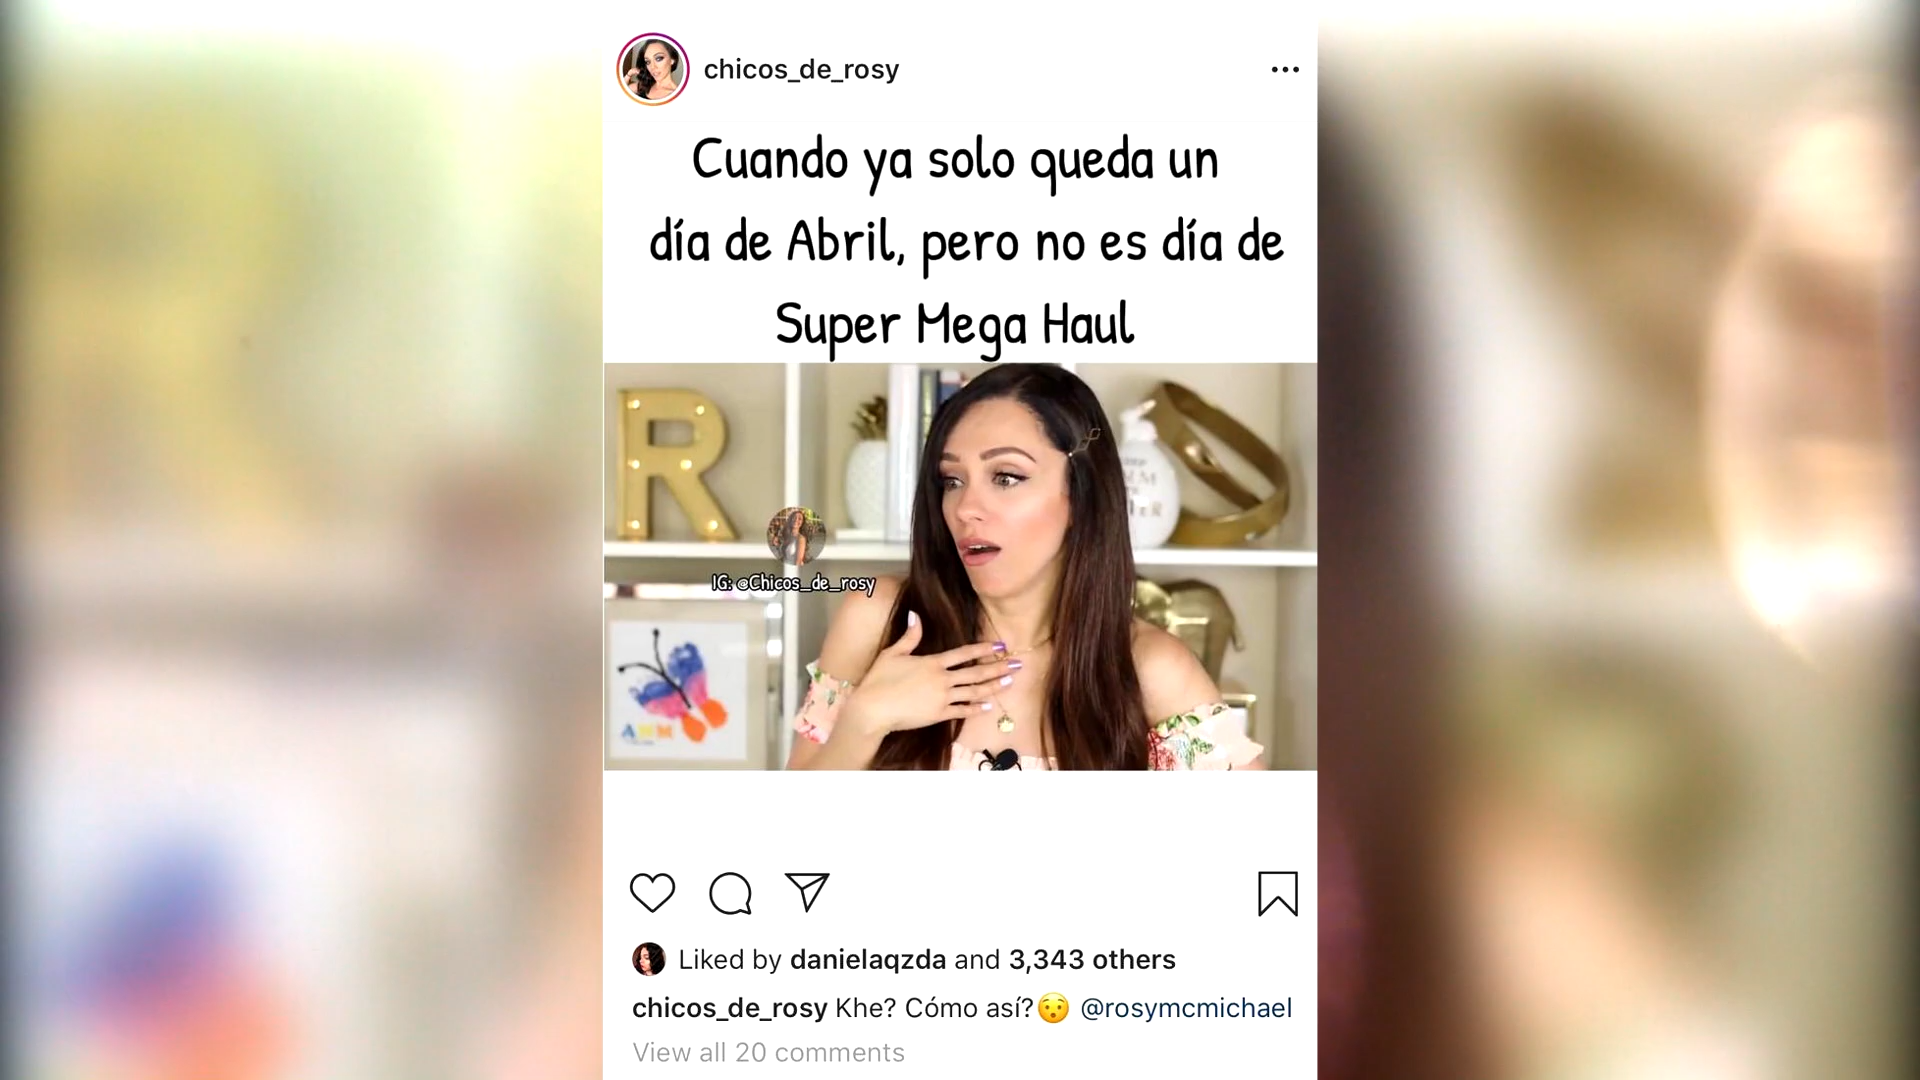 chicos_de_rosy
Cuando ya solo queda un
día de Abril, pero no es día de
Super Mega Haul
R
IG: @Chicos_de_rosy
Liked by danielaqzda and 3,343 others
chicos_de_rosy Khe? Cómo así?😯 @rosymcmichael
View all 20 comments